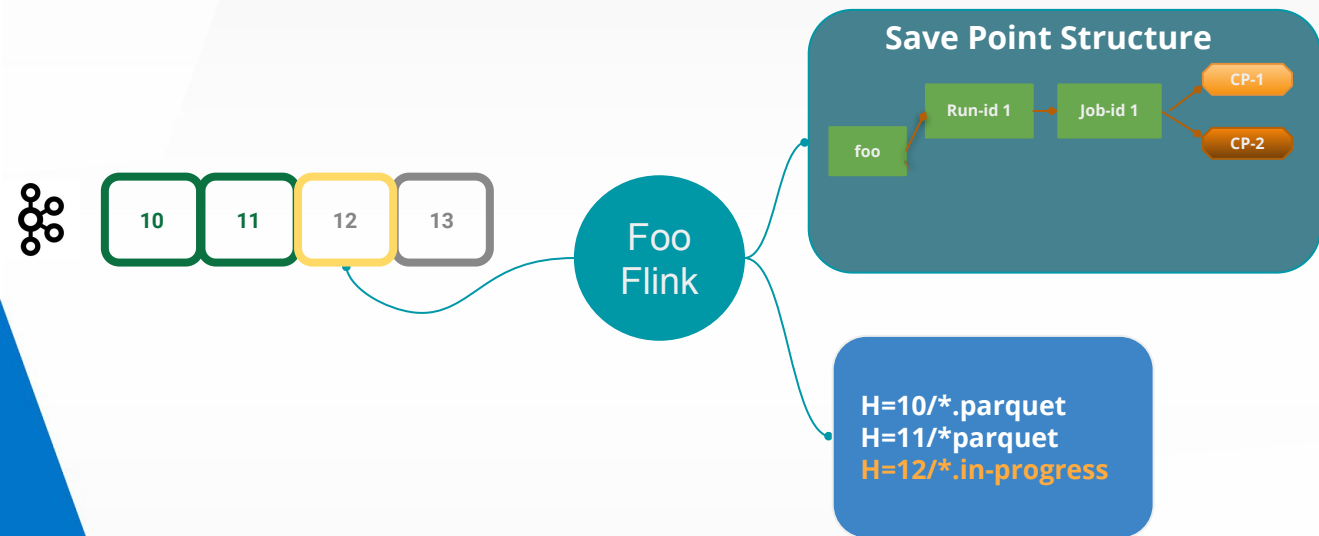 Save Point Structure
CP-1
Run-id 1
Job-id 1
foo
CP-2
10
11
12
13
Foo
Flink
H=10/*.parquet
H=11/*parquet
H=12/*.in-progress